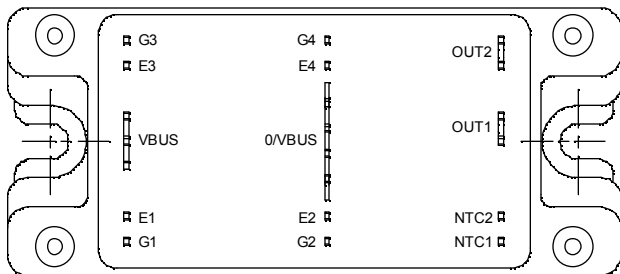 G3 G4
OUT2
E3 E4
VBUS 0/VBUS OUT1
E1 E2 NTC2
G1 G2 NTC1